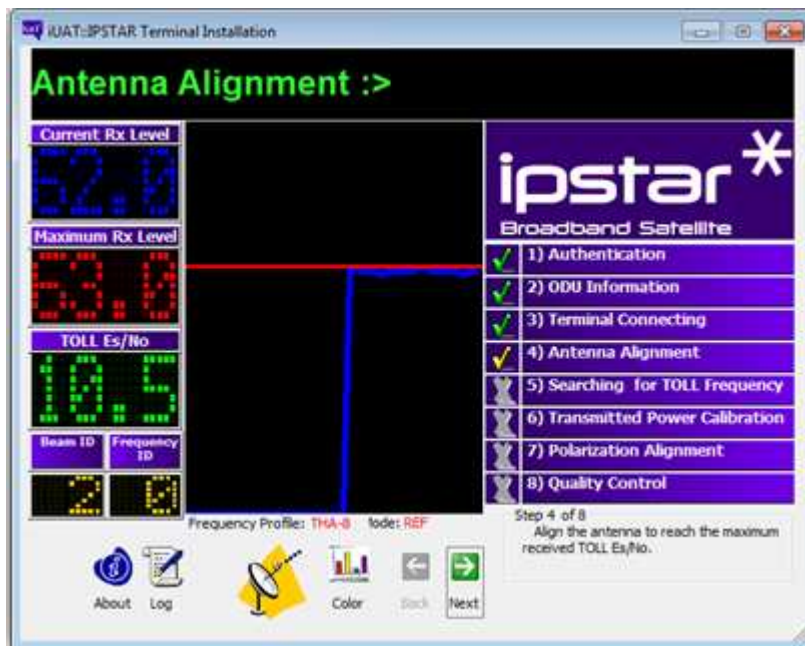 iUAT::IPSTAR Terminal Installation
Antenna Alignment :>
Current Rx Level
62.0
Maximum Rx Level
63.0
TOLL Es/No
10.5
Beam ID
Frequency ID
2
0
Frequency Profile: THA-8 Mode: REF
ipstar
Broadband Satellite
1) Authentication
2) ODU Information
3) Terminal Connecting
4) Antenna Alignment
5) Searching for TOLL Frequency
6) Transmitted Power Calibration
7) Polarization Alignment
8) Quality Control
Step 4 of 8
Align the antenna to reach the maximum
received TOLL Es/No.
About
Log
Color
Back
Next